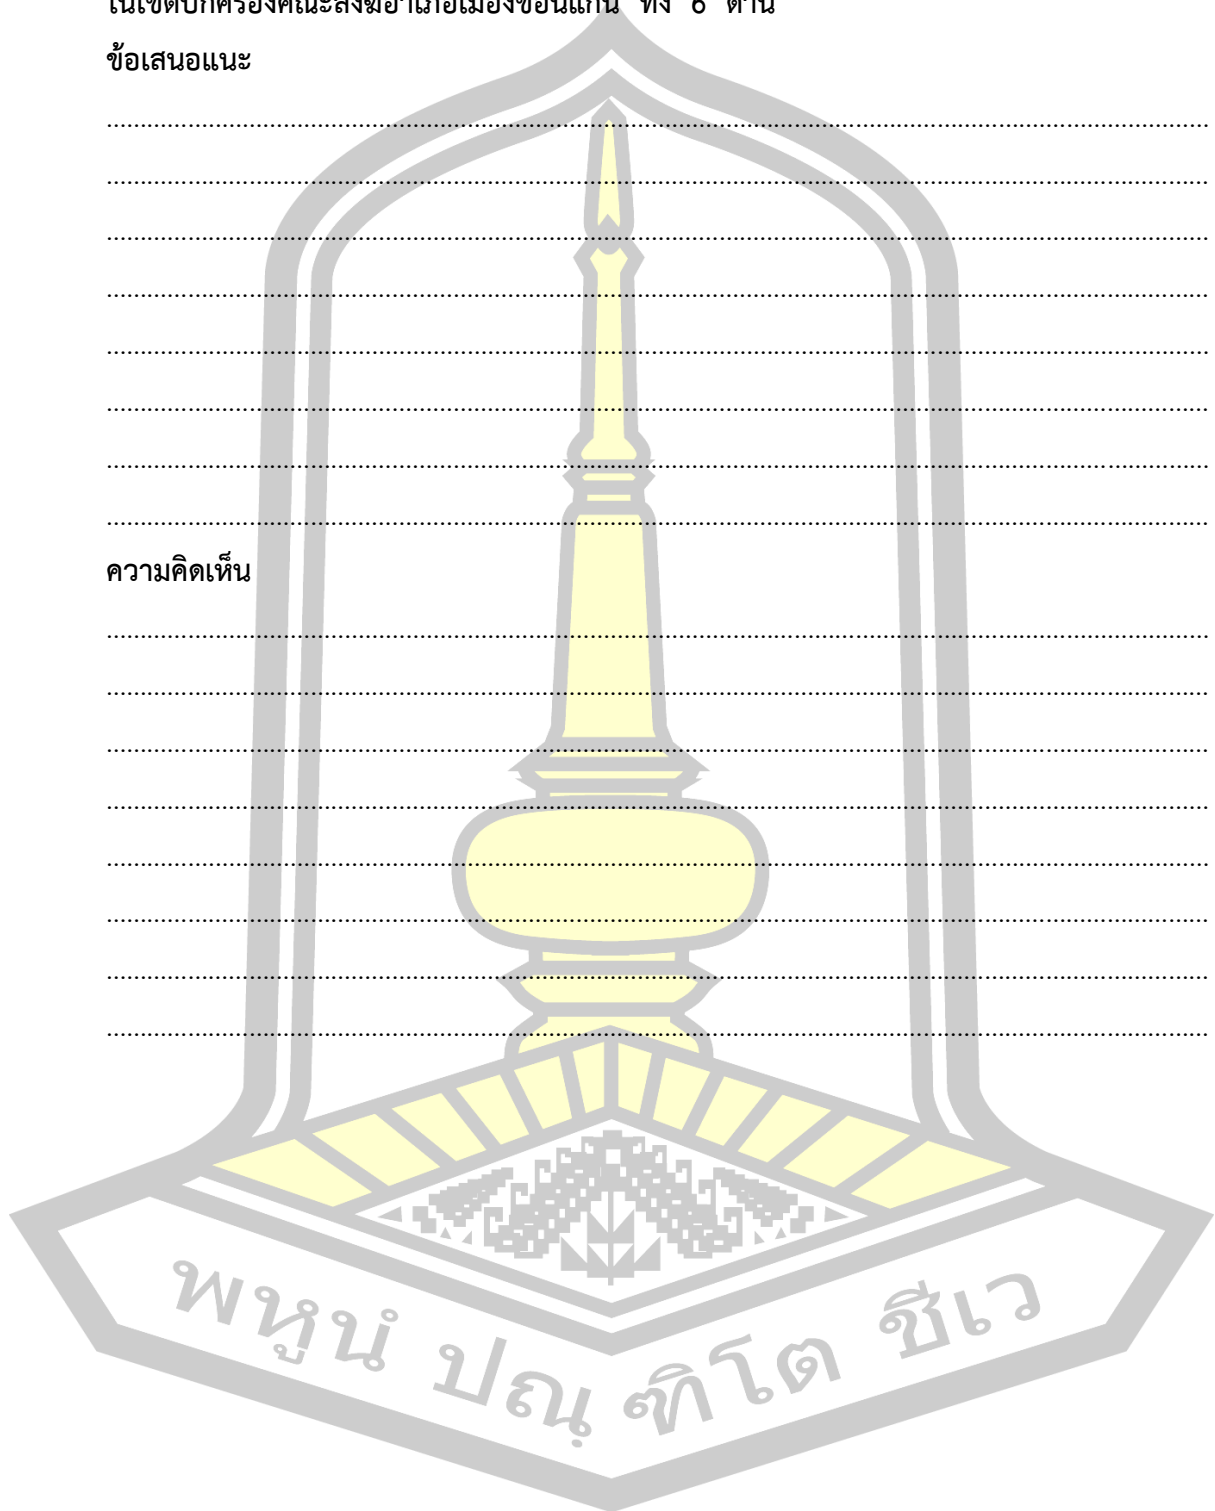 ในเขตปกครองคณะสงฆ์อำเภอเมืองขอนแก่น ทั้ง 6 ด้าน
ข้อเสนอแนะ
ความคิดเห็น
พหูนํ ปณฺฑิโต ชีเว